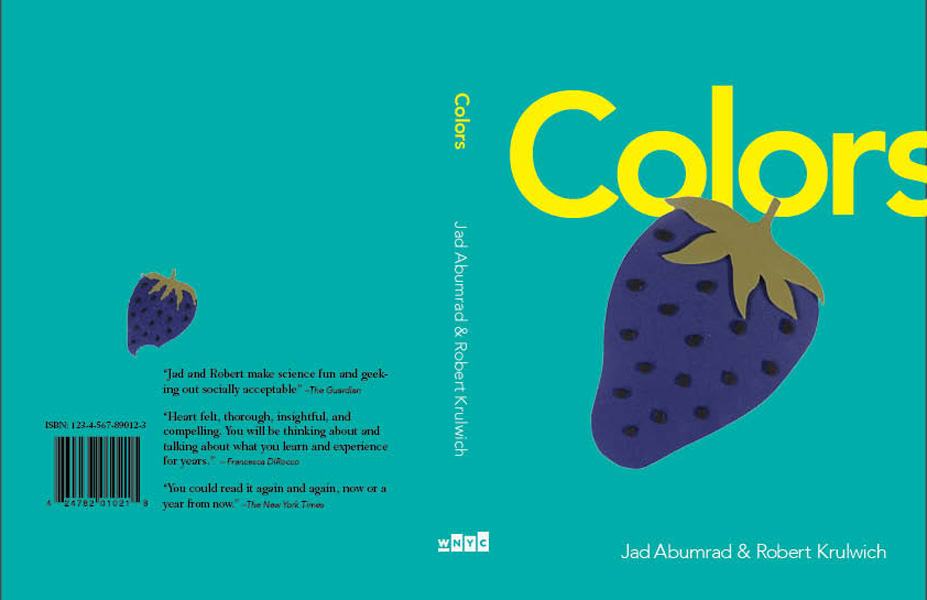 "Jad and Robert make science fun and geek-
ing out socially acceptable" –The Guardian
"Heart felt, thorough, insightful, and
compelling. You will be thinking about and
talking about what you learn and experience
for years." –Francesca DiRocco
"You could read it again and again, now or a
year from now." –The New York Times
ISBN: 123-4-567-89012-3
4 24782 01021 8
Colors
Jad Abumrad & Robert Krulwich
WNYC
Colors
Jad Abumrad & Robert Krulwich